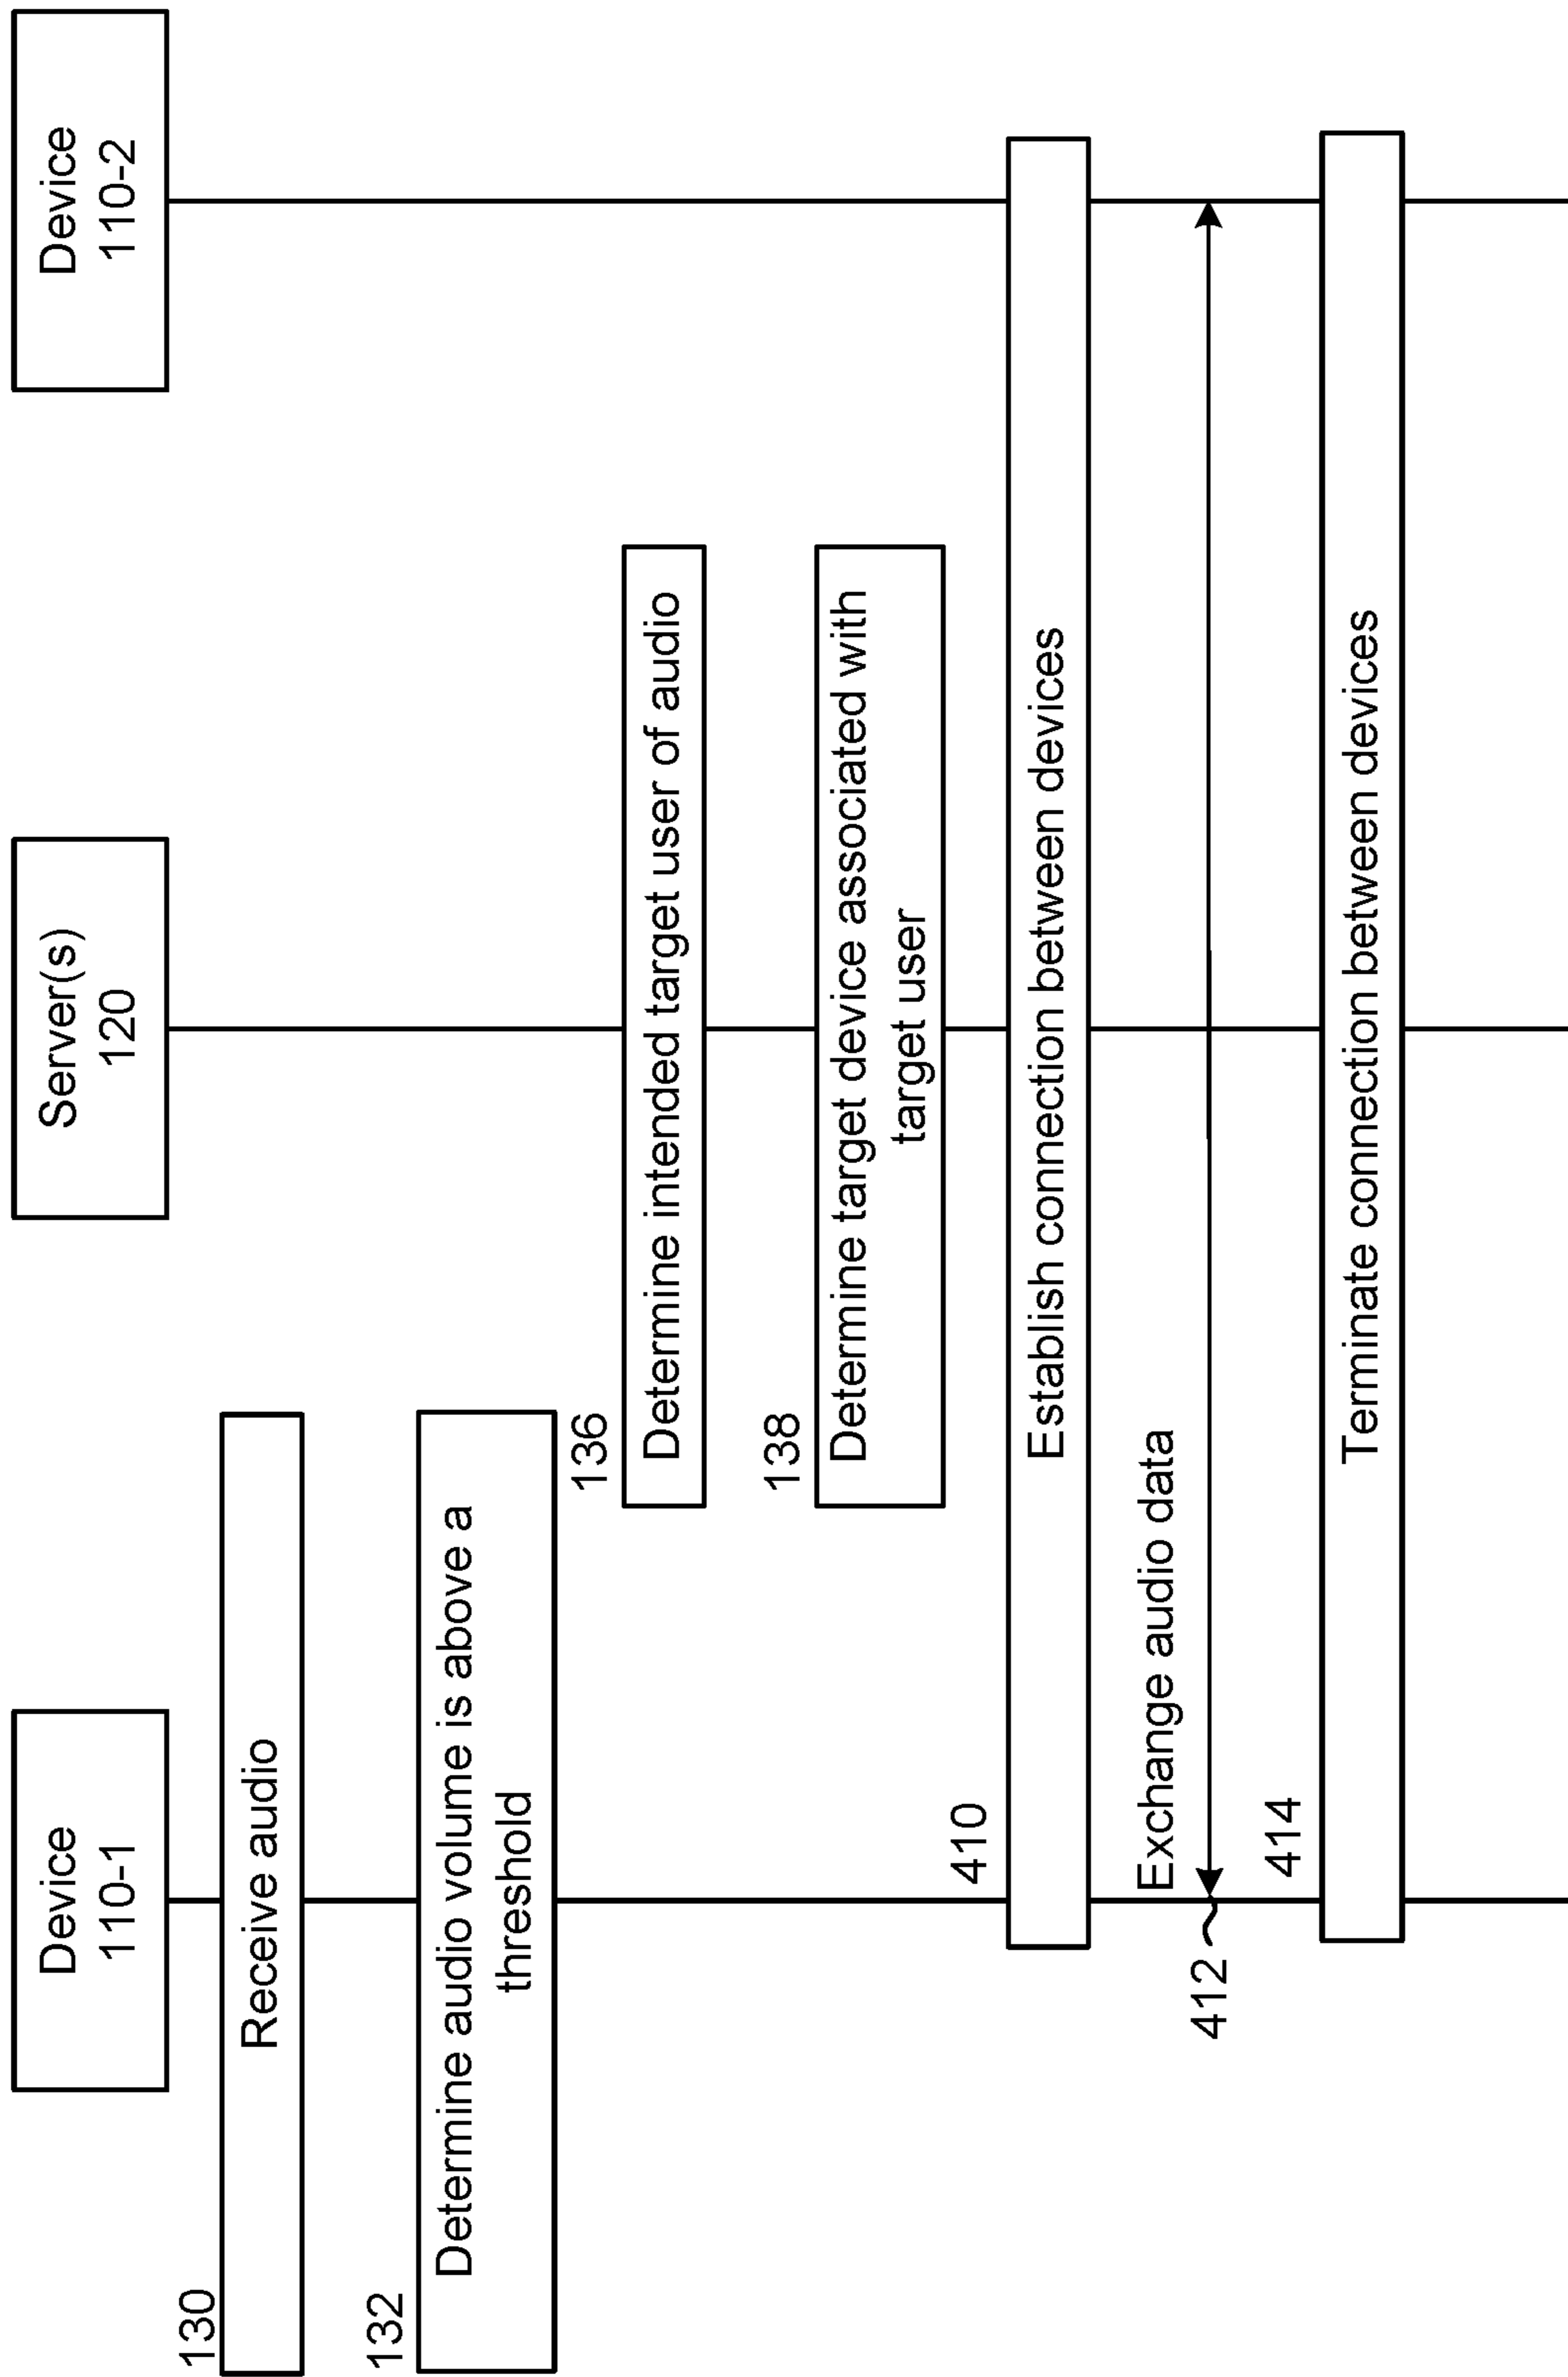 Device
110-1
Server(s)
120
Device
110-2
130
Receive audio
132
Determine audio volume is above a
threshold
136
Determine intended target user of audio
138
Determine target device associated with
target user
410
Establish connection between devices
Exchange audio data
412
414
Terminate connection between devices